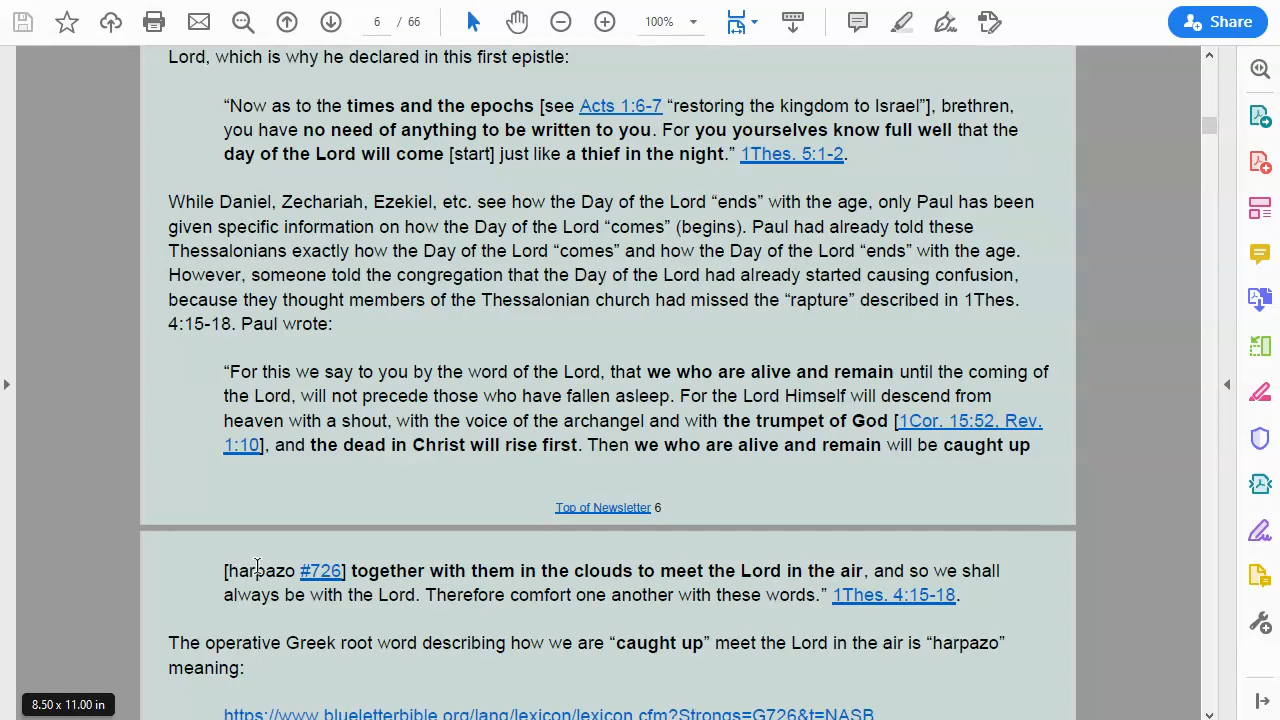 6 / 66
100%
Share
Lord, which is why he declared in this first epistle:
“Now as to the times and the epochs [see Acts 1:6-7 “restoring the kingdom to Israel”], brethren,
you have no need of anything to be written to you. For you yourselves know full well that the
day of the Lord will come [start] just like a thief in the night.” 1Thes. 5:1-2.
While Daniel, Zechariah, Ezekiel, etc. see how the Day of the Lord “ends” with the age, only Paul has been
given specific information on how the Day of the Lord “comes” (begins). Paul had already told these
Thessalonians exactly how the Day of the Lord “comes” and how the Day of the Lord “ends” with the age.
However, someone told the congregation that the Day of the Lord had already started causing confusion,
because they thought members of the Thessalonian church had missed the “rapture” described in 1Thes.
4:15-18. Paul wrote:
“For this we say to you by the word of the Lord, that we who are alive and remain until the coming of
the Lord, will not precede those who have fallen asleep. For the Lord Himself will descend from
heaven with a shout, with the voice of the archangel and with the trumpet of God [1Cor. 15:52, Rev.
1:10], and the dead in Christ will rise first. Then we who are alive and remain will be caught up
Top of Newsletter 6
[harpazo #726] together with them in the clouds to meet the Lord in the air, and so we shall
always be with the Lord. Therefore comfort one another with these words.” 1Thes. 4:15-18.
The operative Greek root word describing how we are “caught up” meet the Lord in the air is “harpazo”
meaning:
https://www.blueletterbible.org/lang/lexicon/lexicon.cfm?Strongs=G726&t=NASB
8.50 x 11.00 in